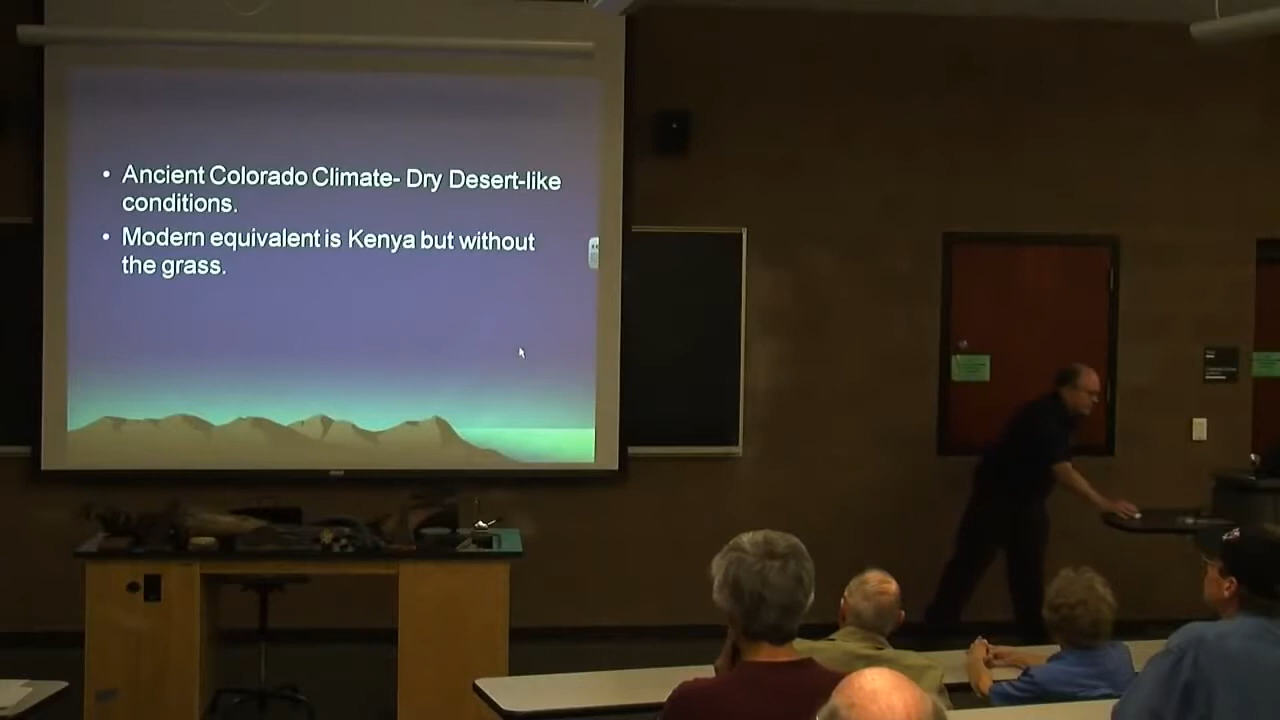 • Ancient Colorado Climate- Dry Desert-like
conditions.
• Modern equivalent is Kenya but without
the grass.